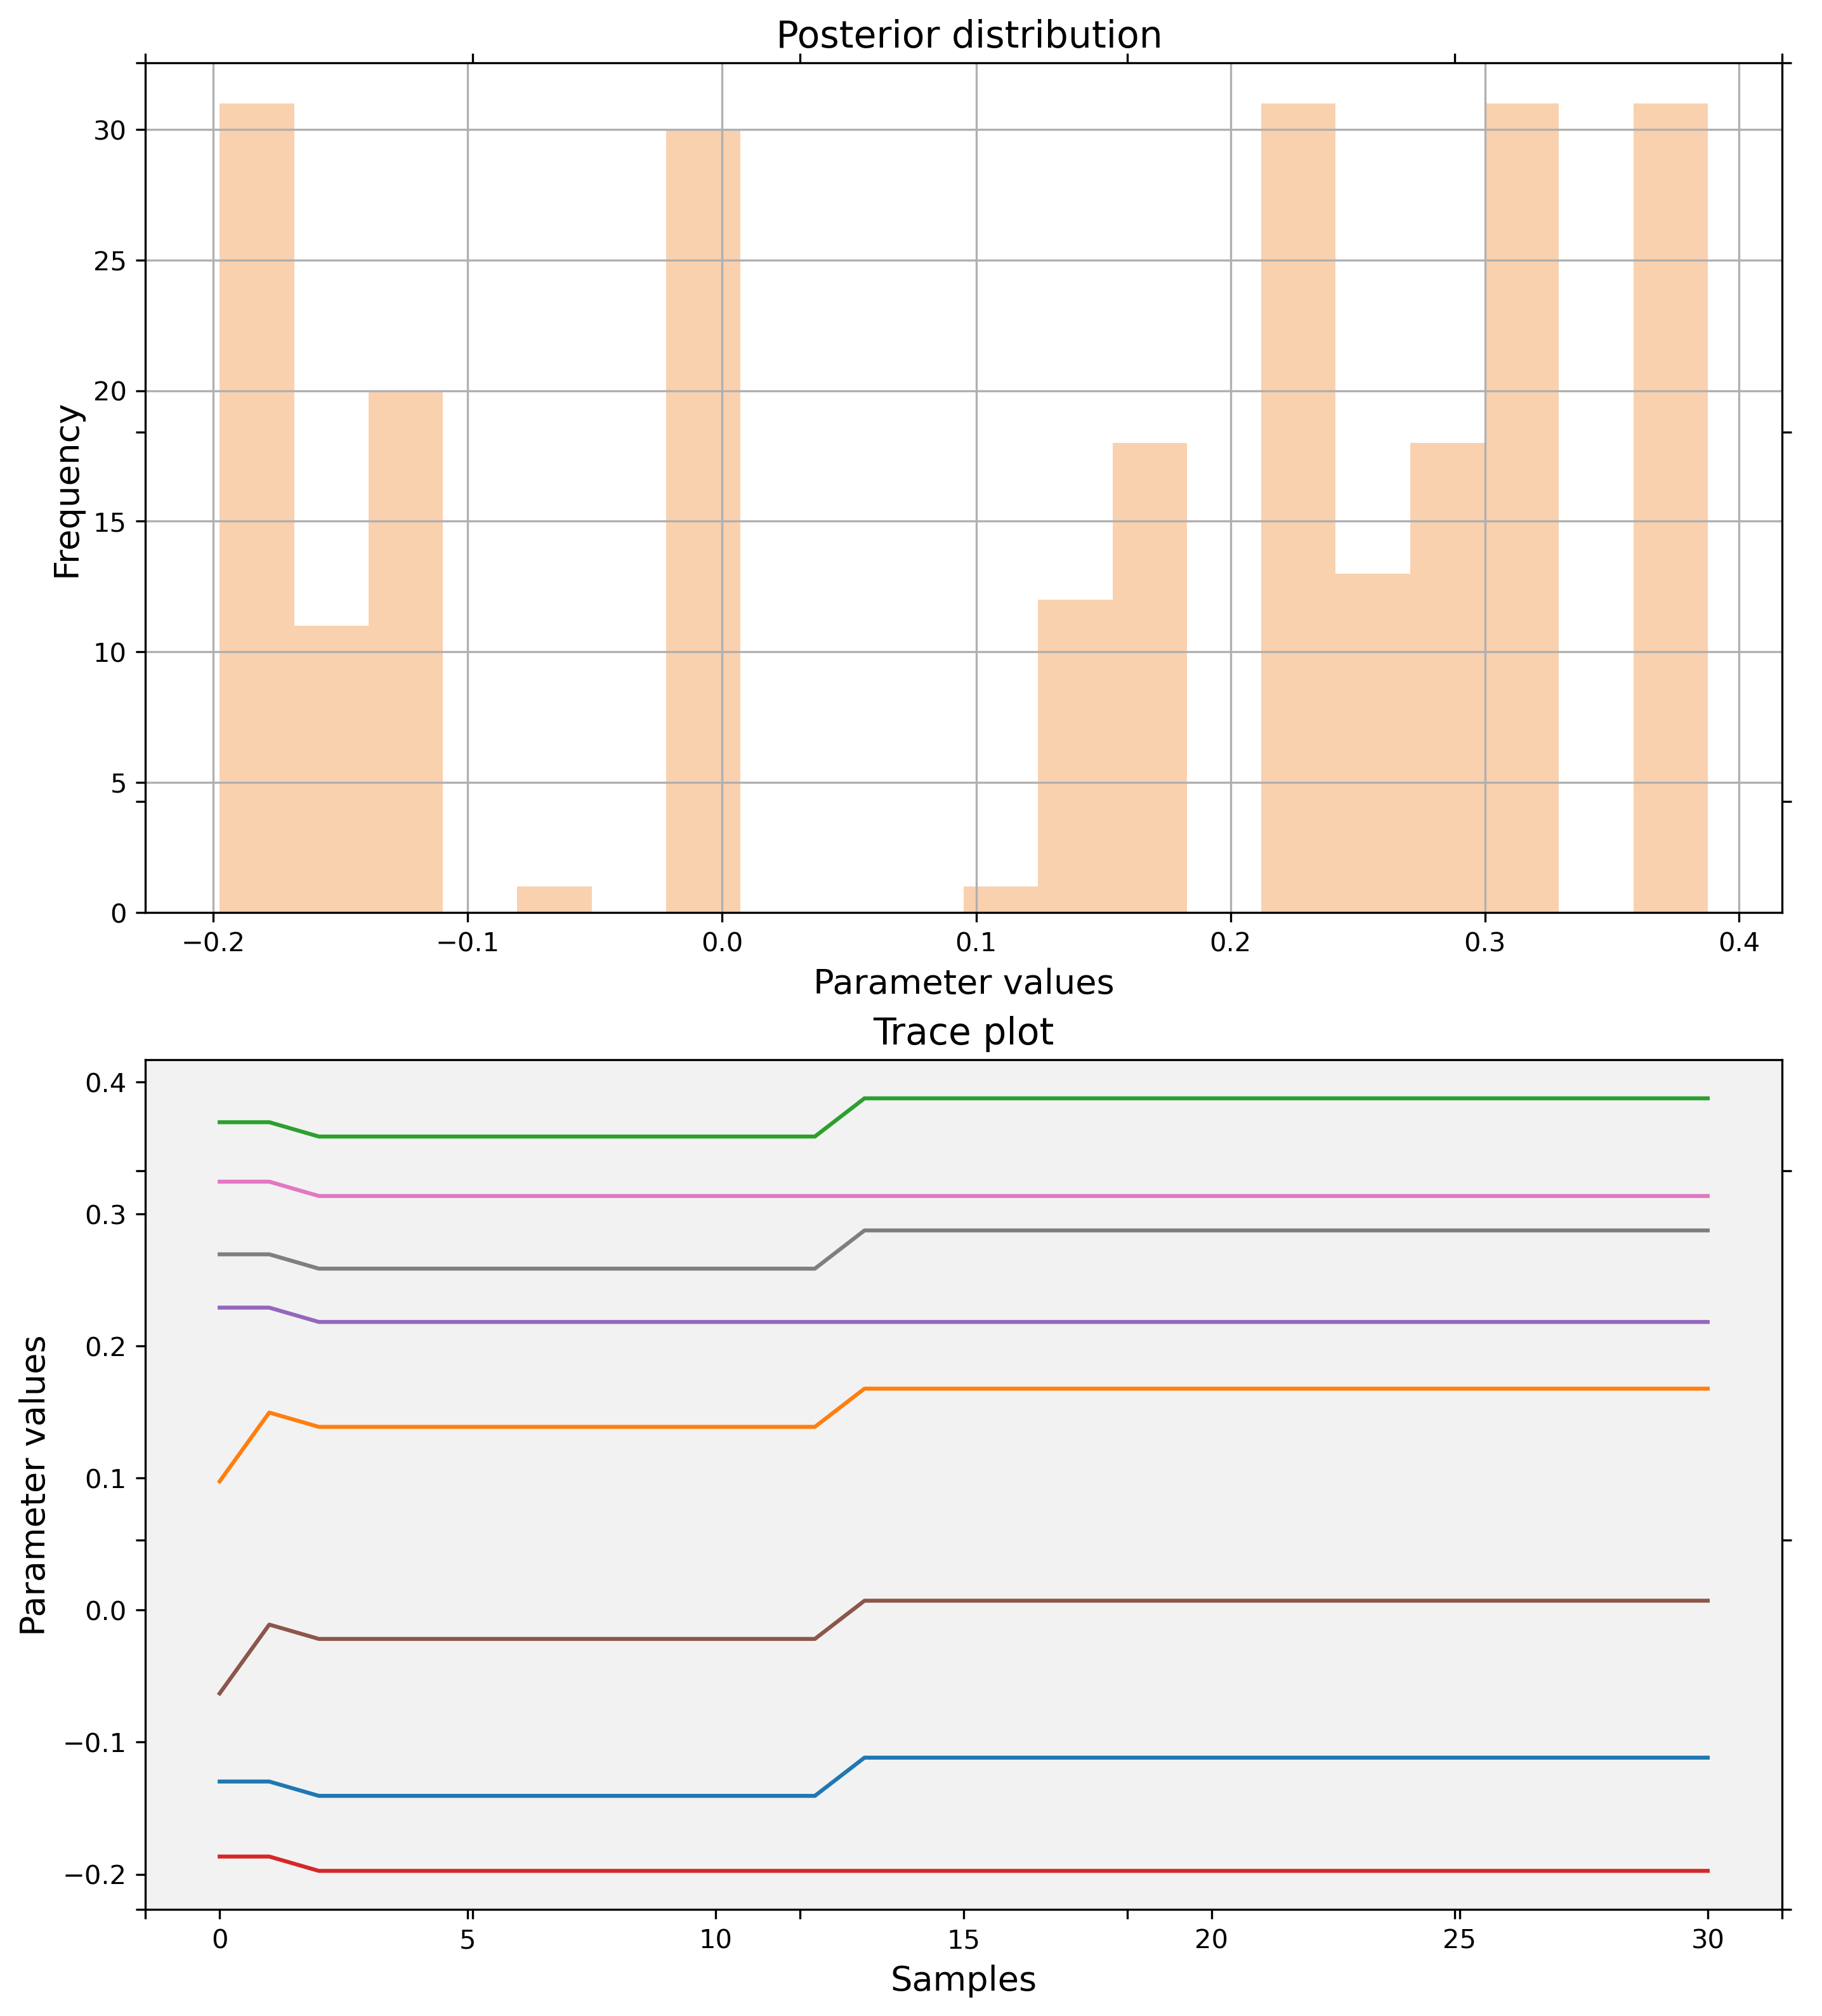 Posterior distribution
30
25
20
15
10
5
0
Frequency
−0.2 −0.1 0.0 0.1 0.2 0.3 0.4
Parameter values
Trace plot
0.4
0.3
0.2
0.1
0.0
−0.1
−0.2
Parameter values
0 5 10 15 20 25 30
Samples